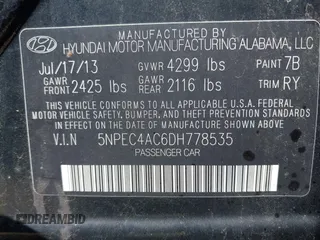 MANUFACTURED BY
HYUNDAI MOTOR MANUFACTURING ALABAMA, LLC
Jul/17/13 GVWR 4299 lbs PAINT 7B
GAWR FRONT 2425 lbs GAWR REAR 2116 lbs TRIM RY
THIS VEHICLE CONFORMS TO ALL APPLICABLE U.S. FEDERAL
MOTOR VEHICLE SAFETY, BUMPER, AND THEFT PREVENTION
STANDARDS IN EFFECT ON THE DATE OF MANUFACTURE SHOWN ABOVE.
V.I.N 5NPEC4AC6DH778535
PASSENGER CAR
DREAMBID